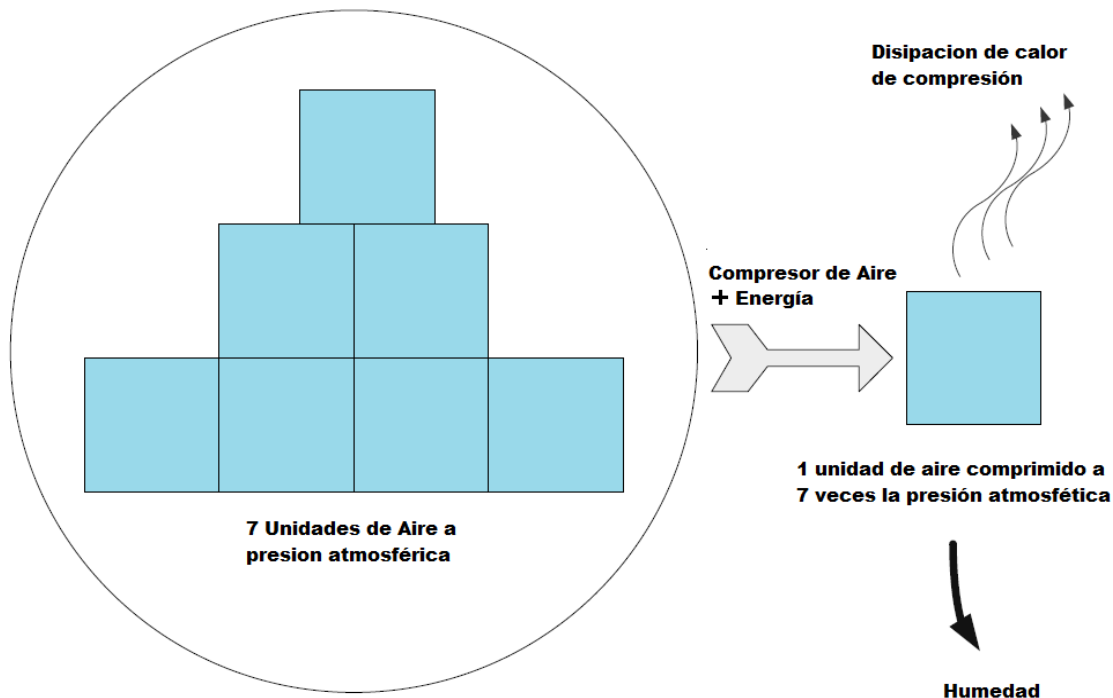 Disipacion de calor
de compresión
Compresor de Aire
+ Energía
7 Unidades de Aire a
presion atmosférica
1 unidad de aire comprimido a
7 veces la presión atmosfética
Humedad